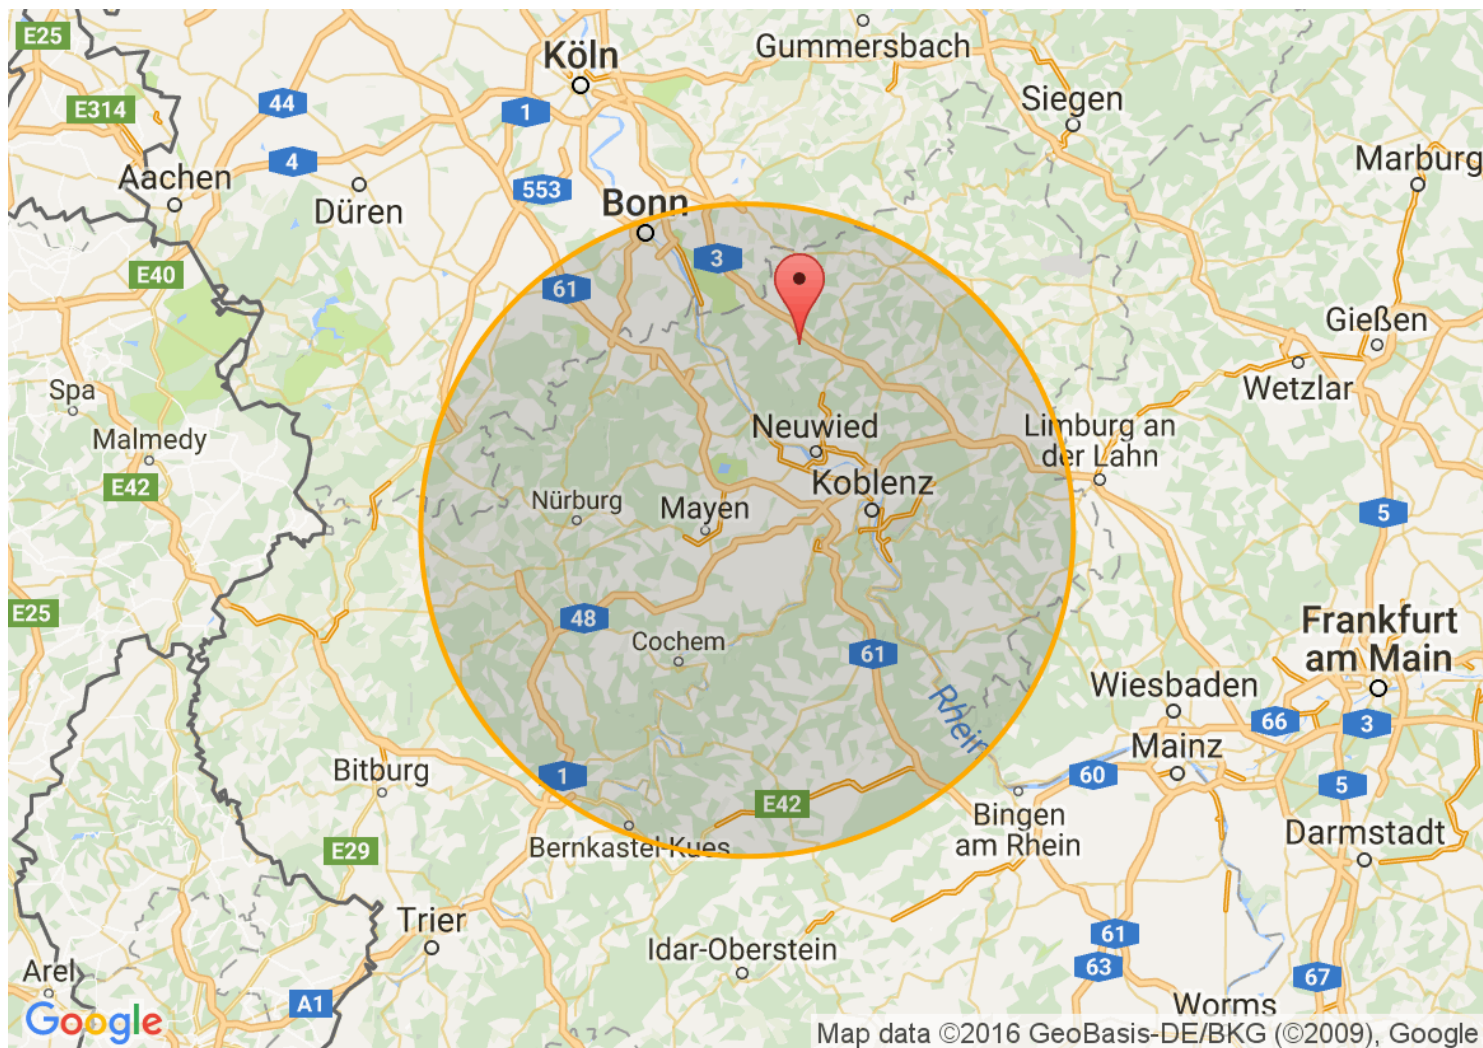 E25
Köln
Gummersbach
E314
44
1
Siegen
4
Aachen
Marburg
553
Düren
Bonn
E40
3
61
Gießen
Spa
Wetzlar
Malmedy
Neuwied
Limburg an
der Lahn
E42
Koblenz
Nürburg
Mayen
5
E25
48
Frankfurt
am Main
Cochem
61
Wiesbaden
Rhein
66
3
Mainz
Bitburg
1
60
5
E42
Bingen
am Rhein
E29
Bernkastel-Kues
Darmstadt
Trier
61
Idar-Oberstein
63
Arel
67
A1
Worms
Google
Map data ©2016 GeoBasis-DE/BKG (©2009), Google